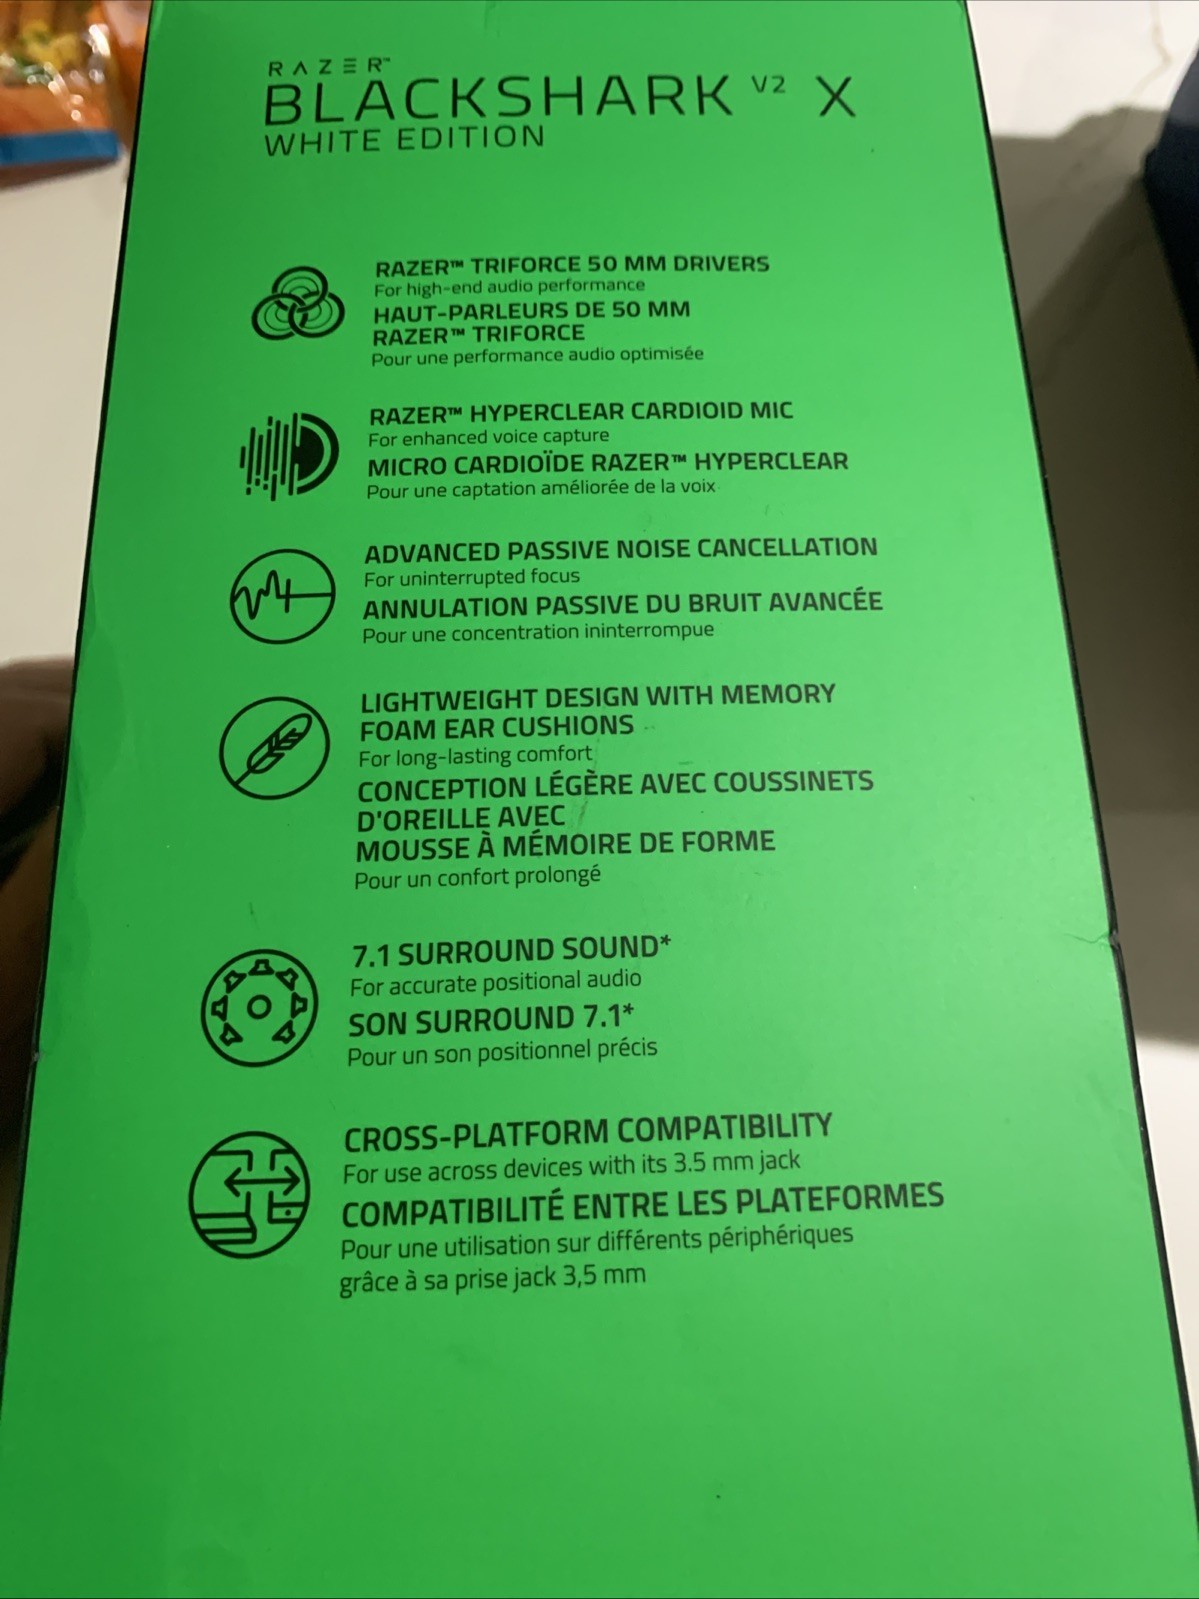 RAZER™
BLACKSHARK V2 X
WHITE EDITION
RAZER™ TRIFORCE 50 MM DRIVERS
For high-end audio performance
HAUT-PARLEURS DE 50 MM
RAZER™ TRIFORCE
Pour une performance audio optimisée
RAZER™ HYPERCLEAR CARDIOID MIC
For enhanced voice capture
MICRO CARDIOÏDE RAZER™ HYPERCLEAR
Pour une captation améliorée de la voix
ADVANCED PASSIVE NOISE CANCELLATION
For uninterrupted focus
ANNULATION PASSIVE DU BRUIT AVANCÉE
Pour une concentration ininterrompue
LIGHTWEIGHT DESIGN WITH MEMORY
FOAM EAR CUSHIONS
For long-lasting comfort
CONCEPTION LÉGÈRE AVEC COUSSINETS
D'OREILLE AVEC
MOUSSE À MÉMOIRE DE FORME
Pour un confort prolongé
7.1 SURROUND SOUND*
For accurate positional audio
SON SURROUND 7.1*
Pour un son positionnel précis
CROSS-PLATFORM COMPATIBILITY
For use across devices with its 3.5 mm jack
COMPATIBILITÉ ENTRE LES PLATEFORMES
Pour une utilisation sur différents périphériques
grâce à sa prise jack 3,5 mm